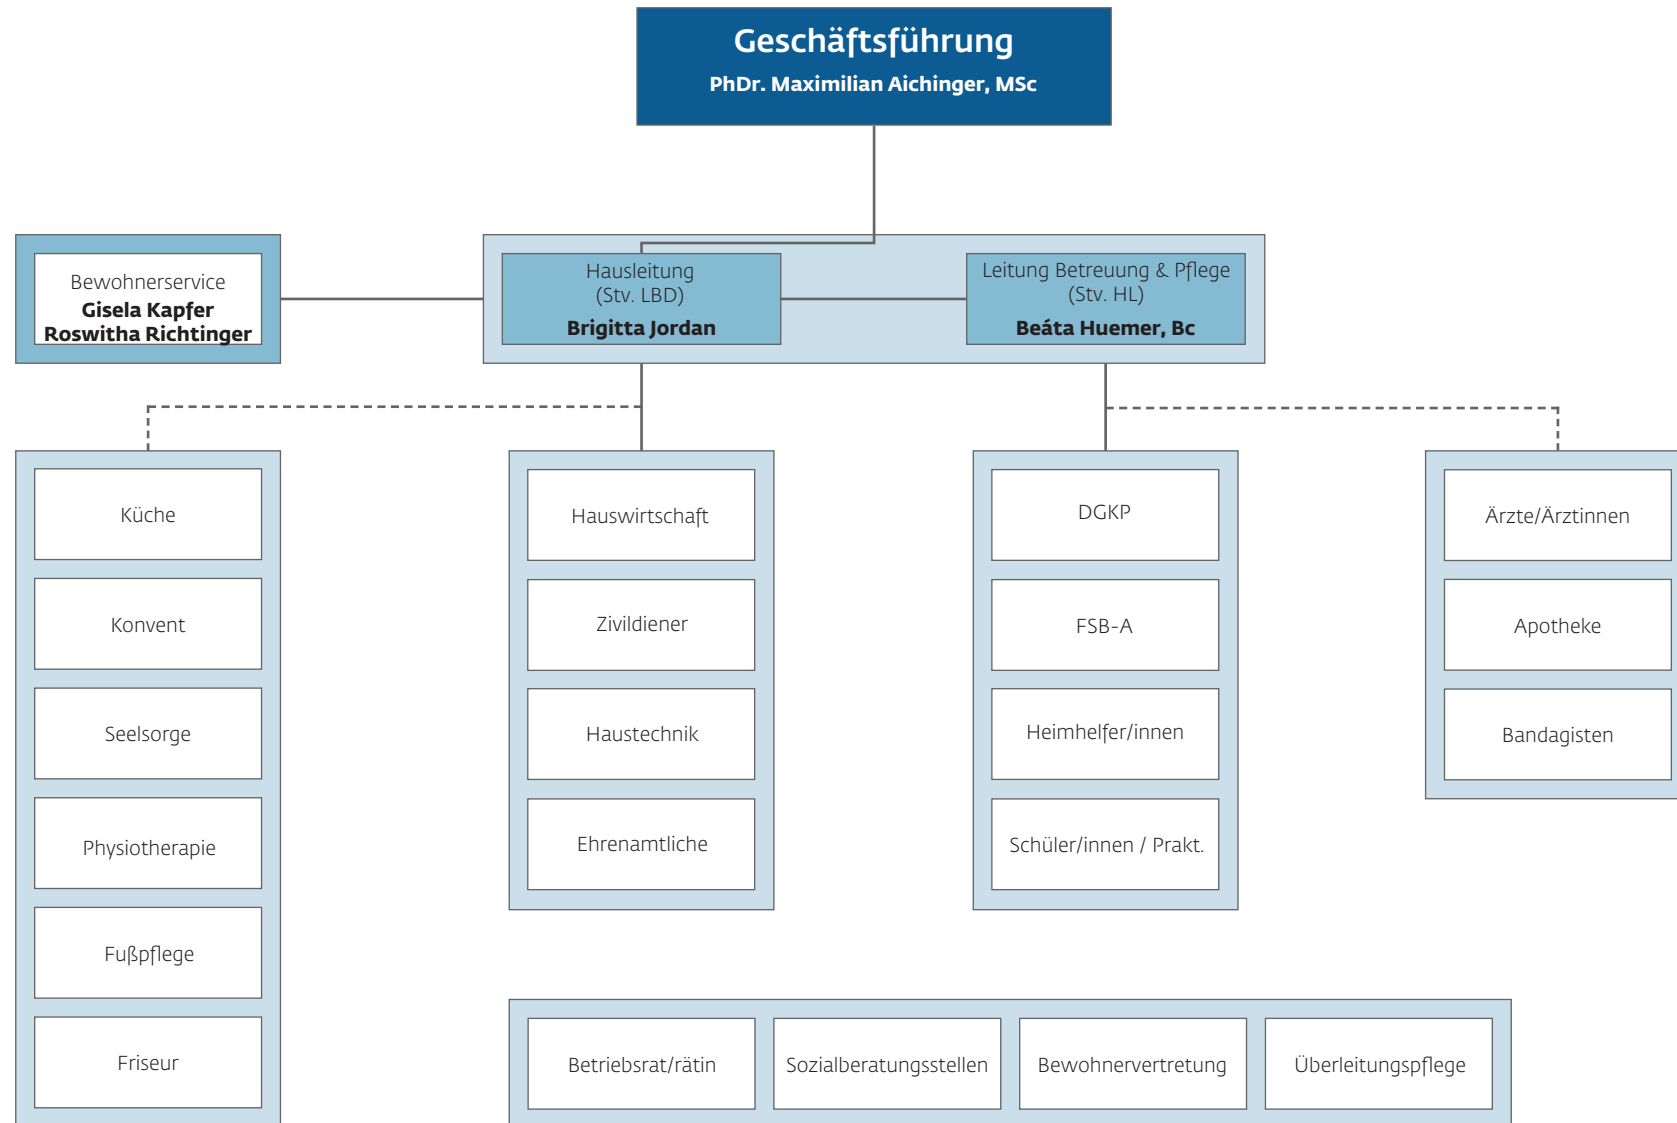 Geschäftsführung
PhDr. Maximilian Aichinger, MSc
Bewohnerservice
Gisela Kapfer
Roswitha Richtinger
Hausleitung
(Stv. LBD)
Brigitta Jordan
Leitung Betreuung & Pflege
(Stv. HL)
Beáta Huemer, Bc
Küche
Konvent
Seelsorge
Physiotherapie
Fußpflege
Friseur
Hauswirtschaft
Zivildiener
Haustechnik
Ehrenamtliche
DGKP
FSB-A
Heimhelfer/innen
Schüler/innen / Prakt.
Ärzte/Ärztinnen
Apotheke
Bandagisten
Betriebsrat/rätin
Sozialberatungsstellen
Bewohnervertretung
Überleitungspflege